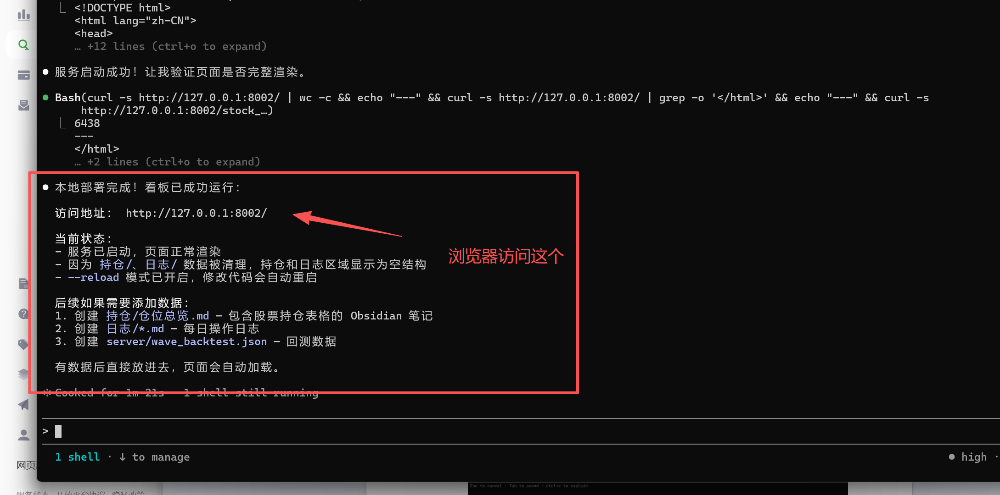 <!DOCTYPE html>
<html lang="zh-CN">
<head>
… +12 lines (ctrl+o to expand)
● 服务启动成功！让我验证页面是否完整渲染。
● Bash(curl -s http://127.0.0.1:8002/ | wc -c && echo "---" && curl -s http://127.0.0.1:8002/ | grep -o '</html>' && echo "---" && curl -s
http://127.0.0.1:8002/stock_…)
6438
---
</html>
… +2 lines (ctrl+o to expand)
● 本地部署完成！看板已成功运行：
访问地址： http://127.0.0.1:8002/
浏览器访问这个
当前状态：
- 服务已启动，页面正常渲染
- 因为 持仓/、日志/ 数据被清理，持仓和日志区域显示为空结构
- --reload 模式已开启，修改代码会自动重启
后续如果需要添加数据：
1. 创建 持仓/仓位总览.md - 包含股票持仓表格的 Obsidian 笔记
2. 创建 日志/*.md - 每日操作日志
3. 创建 server/wave_backtest.json - 回测数据
有数据后直接放进去，页面会自动加载。
* Cooked for 1m 21s · 1 shell still running
>
1 shell · ↓ to manage
● high ·
网页
Esc to cancel · Tab to amend · ctrl+e to explain
服务状态 开放平台协议 隐私政策